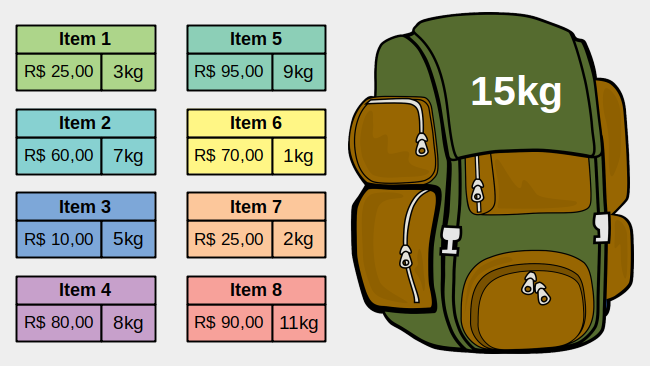 Item 1
R$ 25,00 3kg
Item 2
R$ 60,00 7kg
Item 3
R$ 10,00 5kg
Item 4
R$ 80,00 8kg
Item 5
R$ 95,00 9kg
Item 6
R$ 70,00 1kg
Item 7
R$ 25,00 2kg
Item 8
R$ 90,00 11kg
15kg